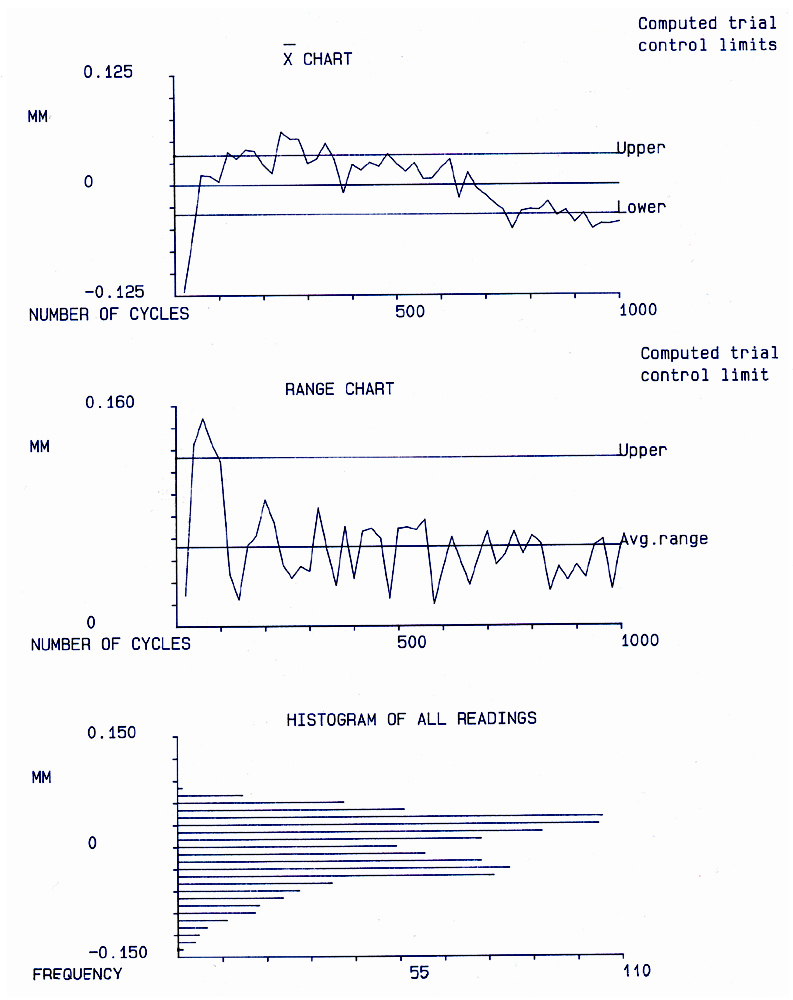 Computed trial
control limits
X̅ CHART
0.125
MM
Upper
0
Lower
-0.125
NUMBER OF CYCLES 500 1000
Computed trial
control limit
RANGE CHART
0.160
MM
Upper
Avg.range
0
NUMBER OF CYCLES 500 1000
HISTOGRAM OF ALL READINGS
0.150
MM
0
-0.150
FREQUENCY 55 110